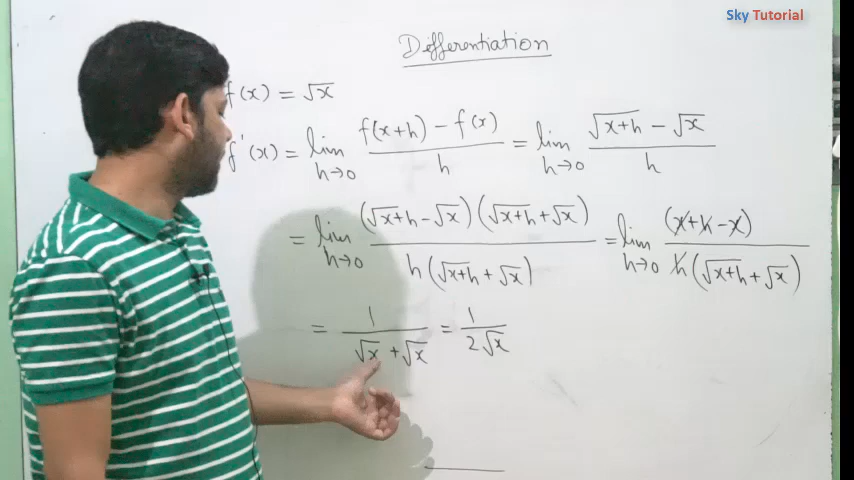 Sky Tutorial
Differentiation
f(x) = √x
f'(x) = lim h→0 (f(x+h) − f(x))/h = lim h→0 (√(x+h) − √x)/h
= lim h→0 ((√x+h − √x)(√x+h + √x))/(h(√x+h + √x)) = lim h→0 (x+h−x)/(h(√x+h + √x))
= 1/(√x + √x) = 1/(2√x)